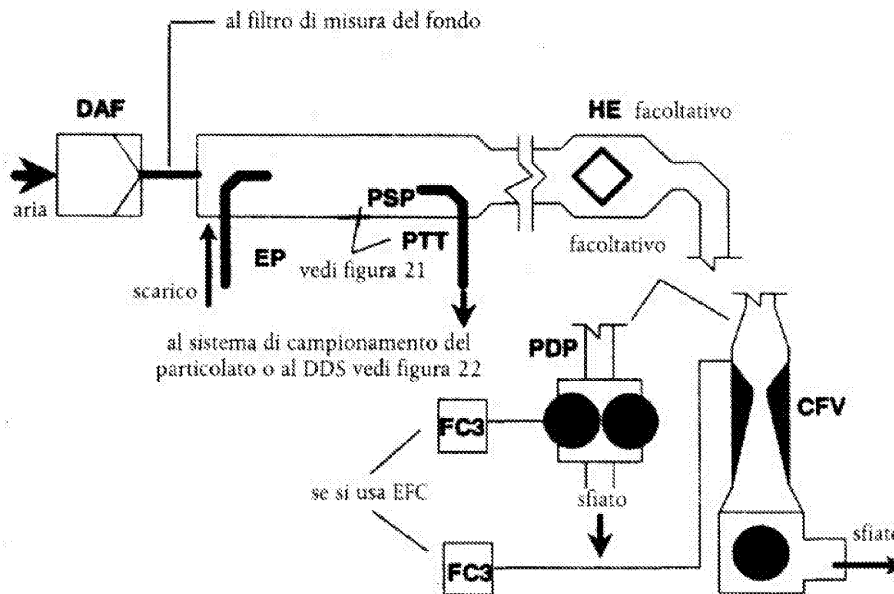 al filtro di misura del fondo
DAF
HE facoltativo
aria
PSP
PTT
EP
facoltativo
vedi figura 21
scarico
al sistema di campionamento del
particolato o al DDS vedi figura 22
PDP
CFV
FC3
se si usa EFC
sfiato
sfiato
FC3